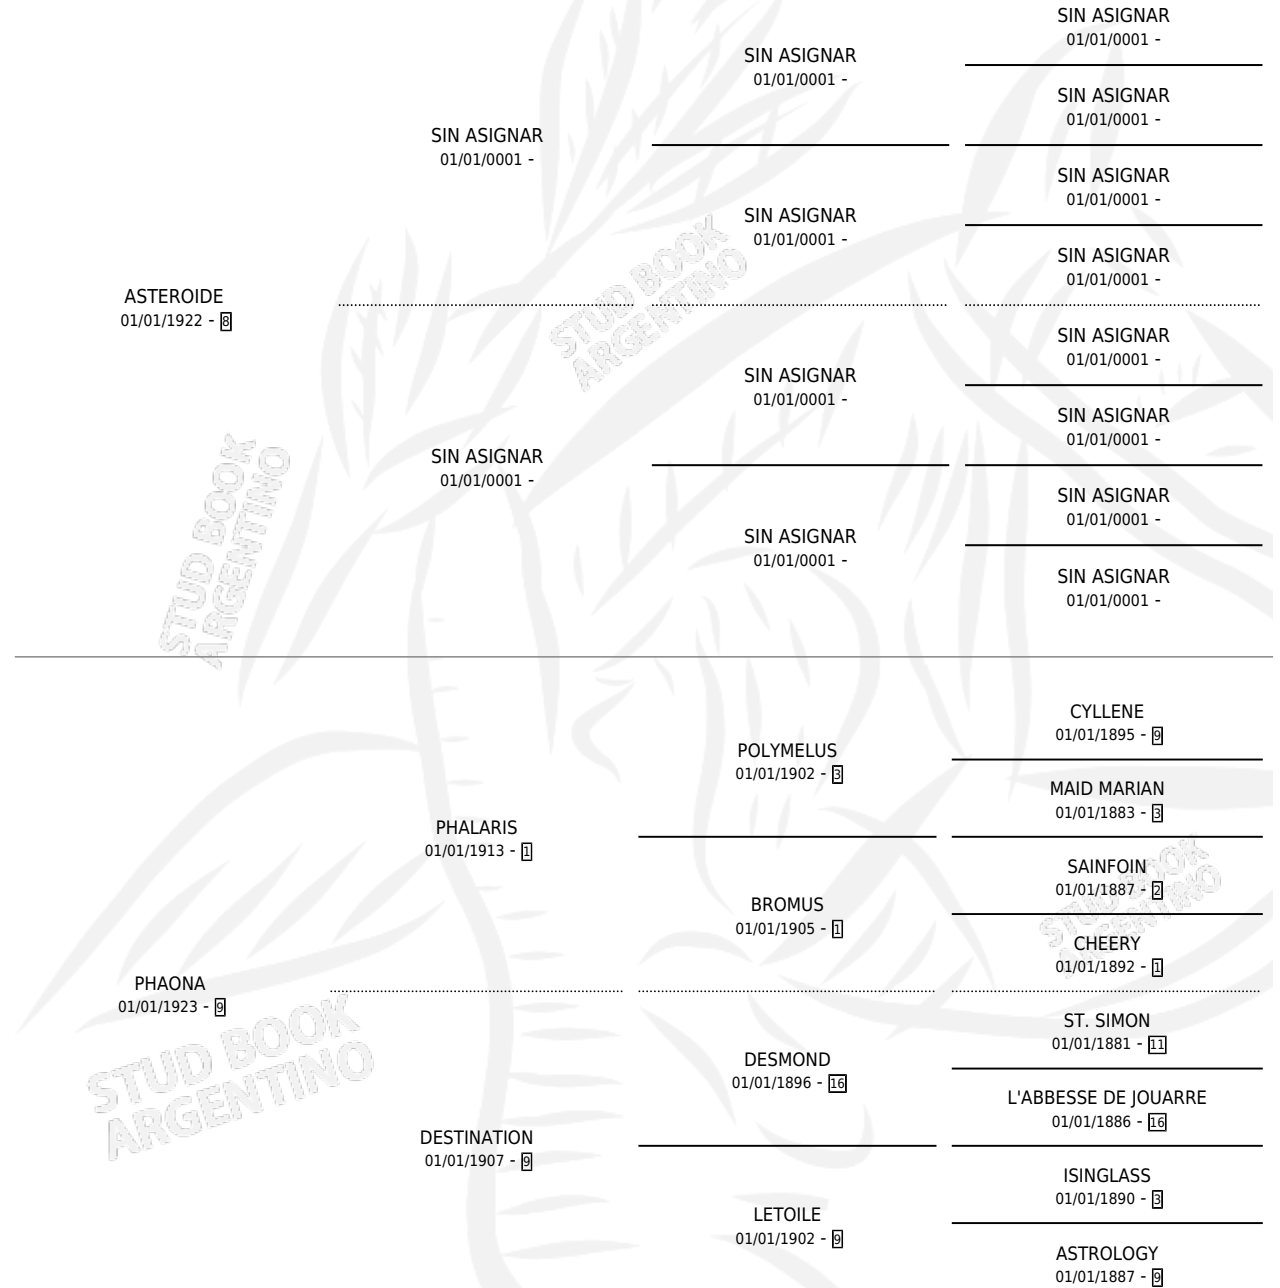 SIN ASIGNAR
01/01/0001 -
SIN ASIGNAR
01/01/0001 -
SIN ASIGNAR
01/01/0001 -
SIN ASIGNAR
01/01/0001 -
SIN ASIGNAR
01/01/0001 -
SIN ASIGNAR
01/01/0001 -
SIN ASIGNAR
01/01/0001 -
ASTEROIDE
01/01/1922 - 8
SIN ASIGNAR
01/01/0001 -
SIN ASIGNAR
01/01/0001 -
SIN ASIGNAR
01/01/0001 -
SIN ASIGNAR
01/01/0001 -
SIN ASIGNAR
01/01/0001 -
SIN ASIGNAR
01/01/0001 -
SIN ASIGNAR
01/01/0001 -
STUD BOOK
ARGENTINO
STUD BOOK
ARGENTINO
CYLLENE
01/01/1895 - 9
POLYMELUS
01/01/1902 - 3
MAID MARIAN
01/01/1883 - 3
PHALARIS
01/01/1913 - 1
SAINFOIN
01/01/1887 - 2
BROMUS
01/01/1905 - 1
CHEERY
01/01/1892 - 1
STUD BOOK
ARGENTINO
PHAONA
01/01/1923 - 9
ST. SIMON
01/01/1881 - 11
DESMOND
01/01/1896 - 16
L'ABBESSE DE JOUARRE
01/01/1886 - 16
DESTINATION
01/01/1907 - 9
ISINGLASS
01/01/1890 - 3
LETOILE
01/01/1902 - 9
ASTROLOGY
01/01/1887 - 9
STUD BOOK
ARGENTINO